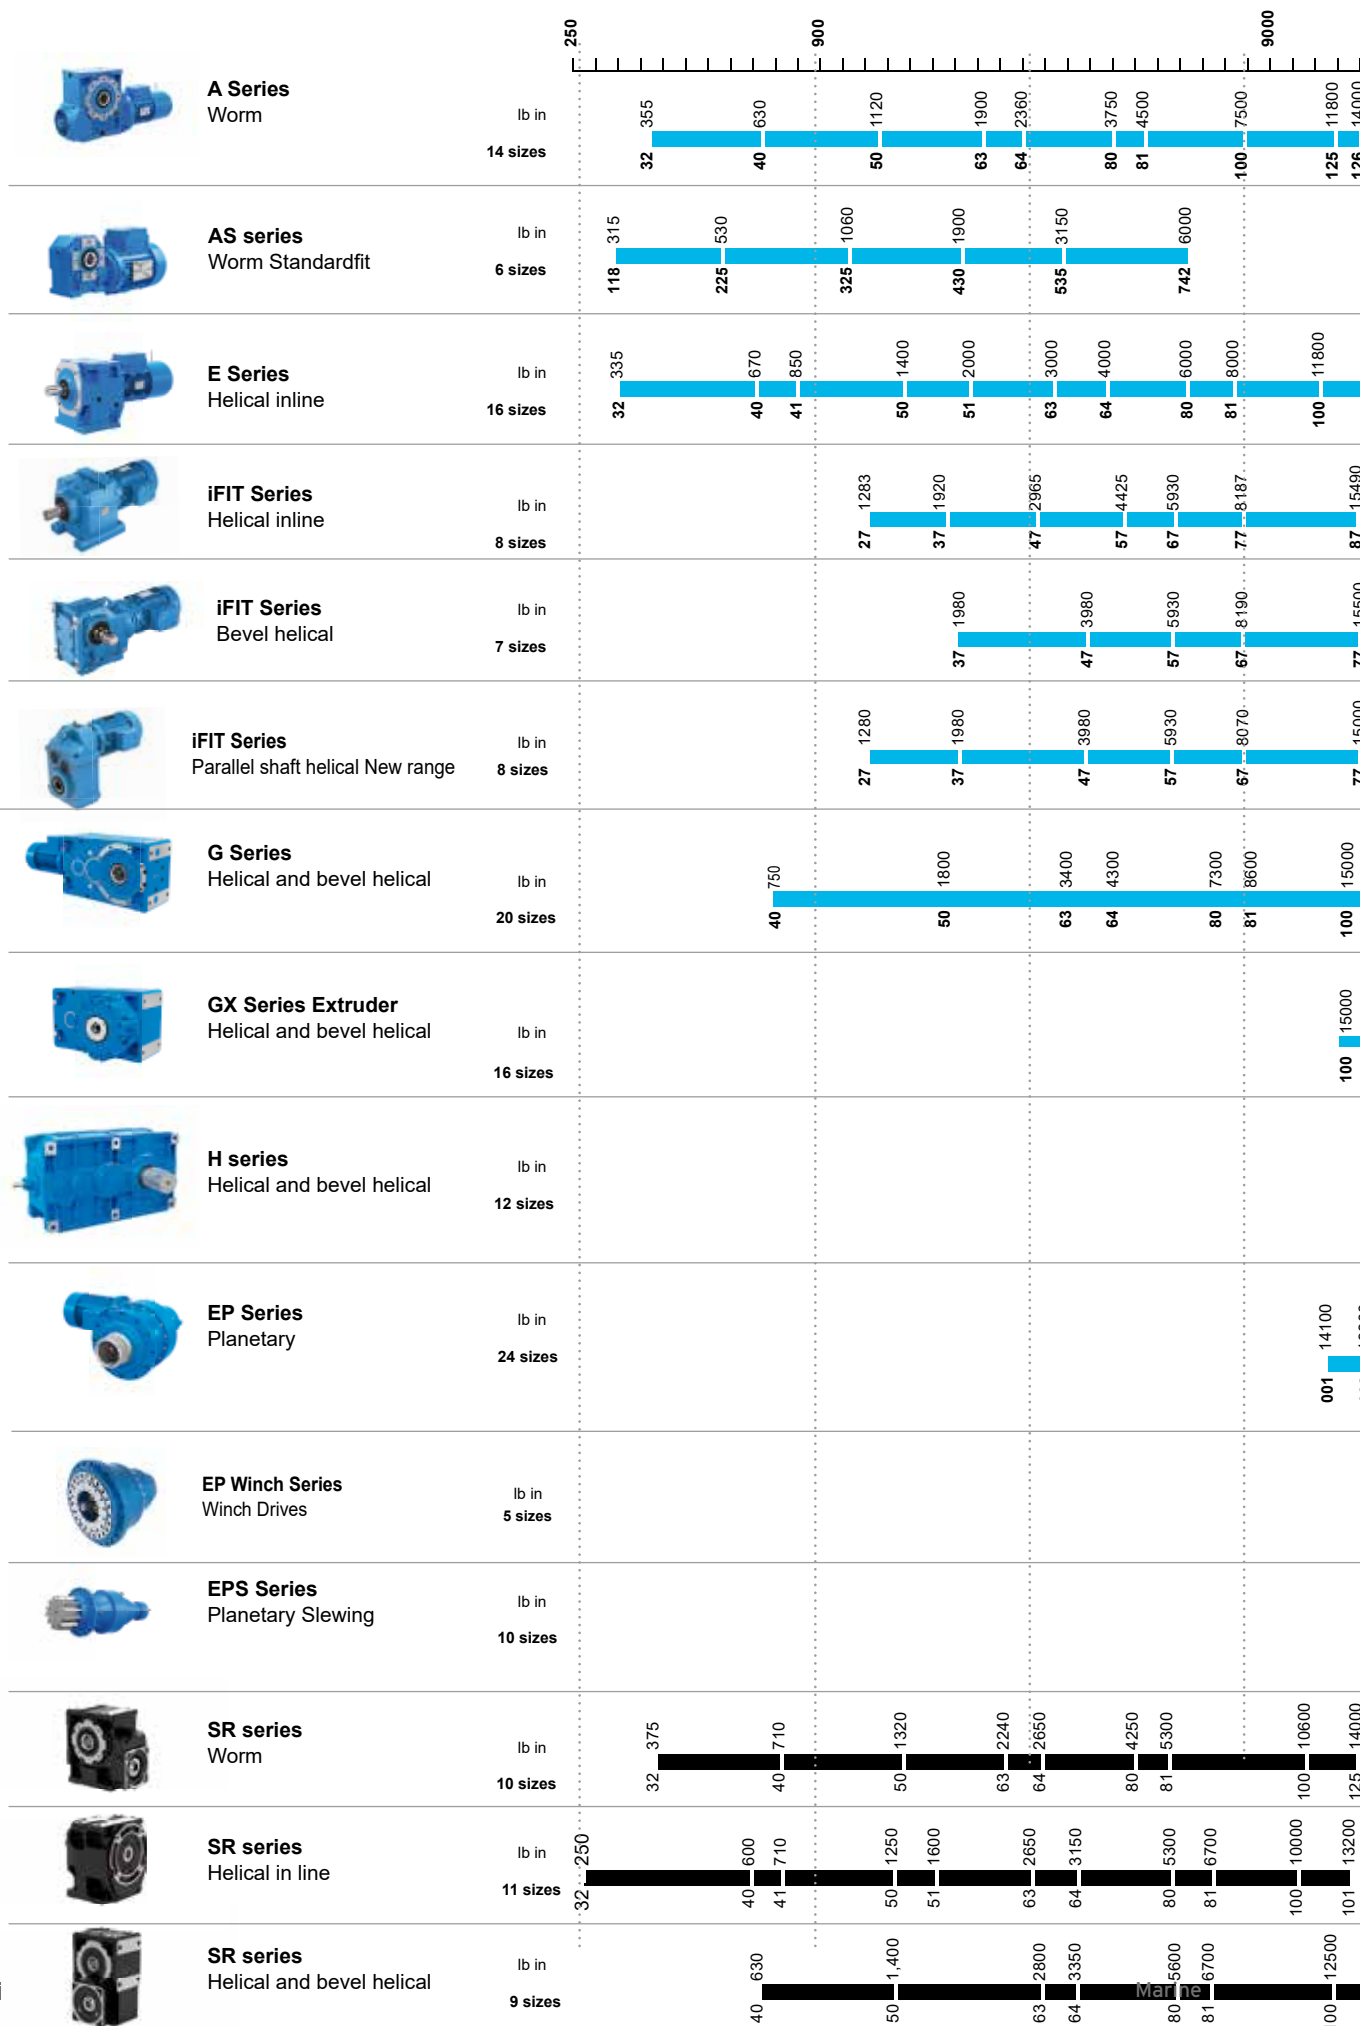 250 900 9000
A Series
Worm
lb in
14 sizes
355 630 1120 1900 2360 3750 4500 7500 11800 14000
32 40 50 63 64 80 81 100 125 126
AS series
Worm Standardfit
lb in
6 sizes
315 530 1060 1900 3150 6000
118 225 325 430 535 742
E Series
Helical inline
lb in
16 sizes
335 670 850 1400 2000 3000 4000 6000 8000 11800
32 40 41 50 51 63 64 80 81 100
iFIT Series
Helical inline
lb in
8 sizes
1283 1920 2965 4425 5930 8187 15490
27 37 47 57 67 77 87
iFIT Series
Bevel helical
lb in
7 sizes
1980 3980 5930 8190 15500
37 47 57 67 77
iFIT Series
Parallel shaft helical New range
lb in
8 sizes
1280 1980 3980 5930 8070 15000
27 37 47 57 67 77
G Series
Helical and bevel helical
lb in
20 sizes
750 1800 3400 4300 7300 8600 15000
40 50 63 64 80 81 100
GX Series Extruder
Helical and bevel helical
lb in
16 sizes
15000
100
H series
Helical and bevel helical
lb in
12 sizes
EP Series
Planetary
lb in
24 sizes
14100
001
EP Winch Series
Winch Drives
lb in
5 sizes
EPS Series
Planetary Slewing
lb in
10 sizes
SR series
Worm
lb in
10 sizes
375 710 1320 2240 2650 4250 5300 10600 14000
32 40 50 63 64 80 81 100 125
SR series
Helical in line
lb in
11 sizes
250 600 710 1250 1600 2650 3150 5300 6700 10000 13200
32 40 41 50 51 63 64 80 81 100 101
SR series
Helical and bevel helical
lb in
9 sizes
630 1,400 2800 3350 5600 6700 12500
40 50 63 64 80 81 100
Marine